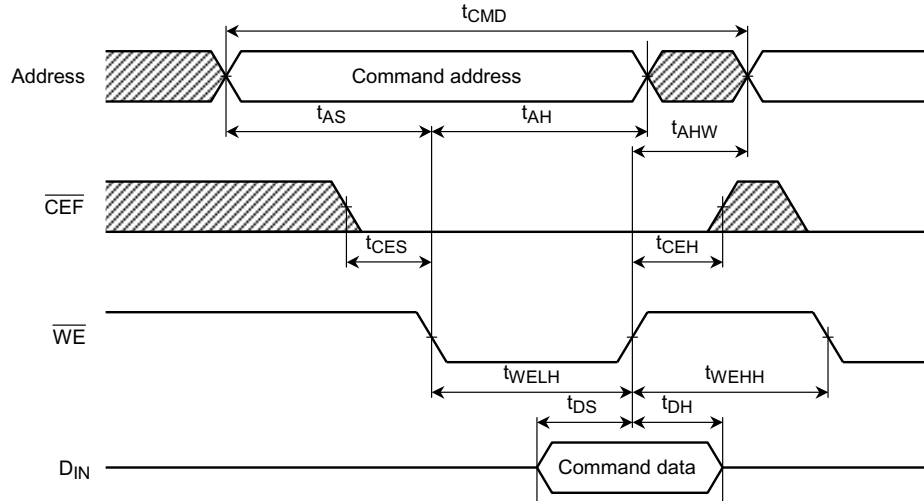 tCMD
Address
Command address
tAS
tAH
tAHW
CEF
tCES
tCEH
WE
tWELH
tWEHH
tDS
tDH
DIN
Command data